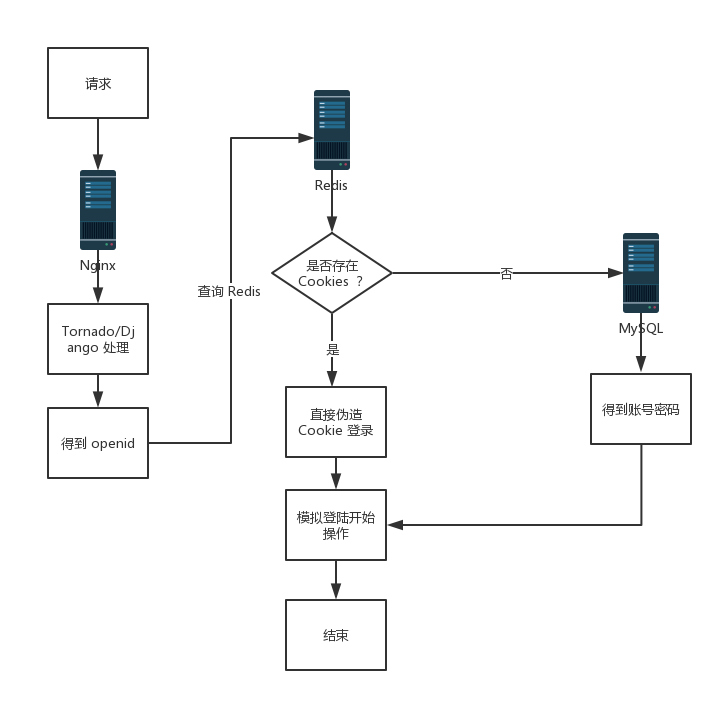 请求
Nginx
Tornado/Dj
ango 处理
得到 openid
查询 Redis
Redis
是否存在
Cookies ？
否
是
MySQL
得到账号密码
直接伪造
Cookie 登录
模拟登陆开始
操作
结束